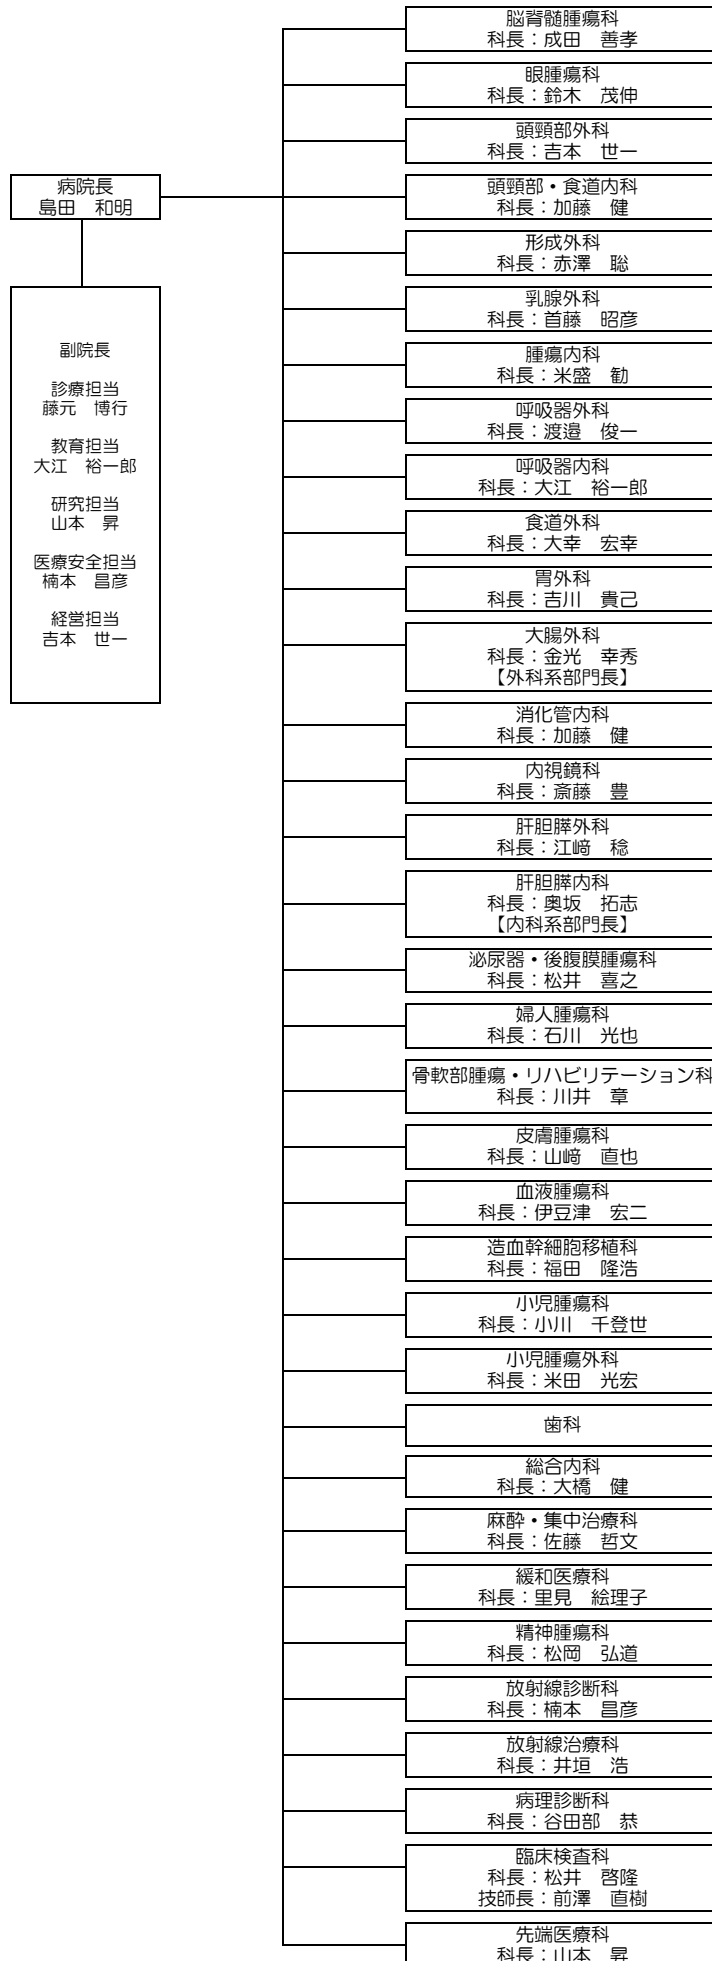 病院長
島田　和明
副院長
診療担当
藤元　博行
教育担当
大江　裕一郎
研究担当
山本　昇
医療安全担当
楠本　昌彦
経営担当
吉本　世一
脳脊髄腫瘍科
科長：成田　善孝
眼腫瘍科
科長：鈴木　茂伸
頭頸部外科
科長：吉本　世一
頭頸部・食道内科
科長：加藤　健
形成外科
科長：赤澤　聡
乳腺外科
科長：首藤　昭彦
腫瘍内科
科長：米盛　勧
呼吸器外科
科長：渡邉　俊一
呼吸器内科
科長：大江　裕一郎
食道外科
科長：大幸　宏幸
胃外科
科長：吉川　貴己
大腸外科
科長：金光　幸秀
【外科系部門長】
消化管内科
科長：加藤　健
内視鏡科
科長：斎藤　豊
肝胆膵外科
科長：江﨑　稔
肝胆膵内科
科長：奥坂　拓志
【内科系部門長】
泌尿器・後腹膜腫瘍科
科長：松井　喜之
婦人腫瘍科
科長：石川　光也
骨軟部腫瘍・リハビリテーション科
科長：川井　章
皮膚腫瘍科
科長：山﨑　直也
血液腫瘍科
科長：伊豆津　宏二
造血幹細胞移植科
科長：福田　隆浩
小児腫瘍科
科長：小川　千登世
小児腫瘍外科
科長：米田　光宏
歯科
総合内科
科長：大橋　健
麻酔・集中治療科
科長：佐藤　哲文
緩和医療科
科長：里見　絵理子
精神腫瘍科
科長：松岡　弘道
放射線診断科
科長：楠本　昌彦
放射線治療科
科長：井垣　浩
病理診断科
科長：谷田部　恭
臨床検査科
科長：松井　啓隆
技師長：前澤　直樹
先端医療科
科長：山本　昇